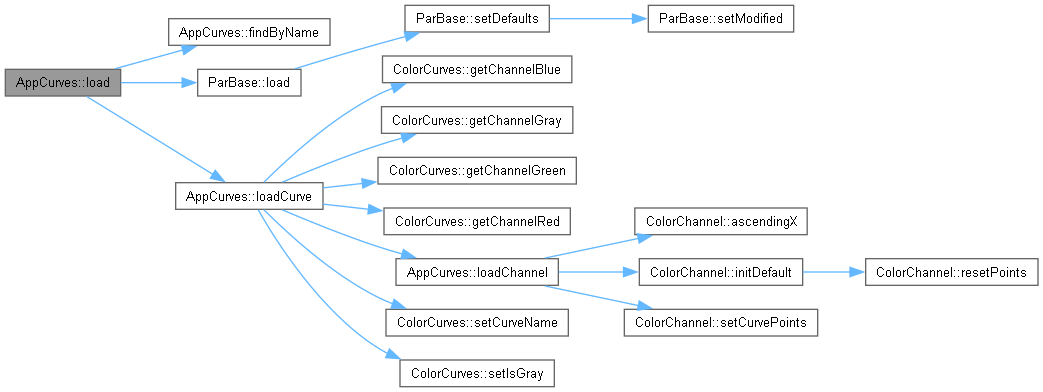 AppCurves::load
AppCurves::findByName
ParBase::load
ParBase::setDefaults
ParBase::setModified
AppCurves::loadCurve
ColorCurves::getChannelBlue
ColorCurves::getChannelGray
ColorCurves::getChannelGreen
ColorCurves::getChannelRed
AppCurves::loadChannel
ColorChannel::ascendingX
ColorChannel::initDefault
ColorChannel::resetPoints
ColorChannel::setCurvePoints
ColorCurves::setCurveName
ColorCurves::setIsGray